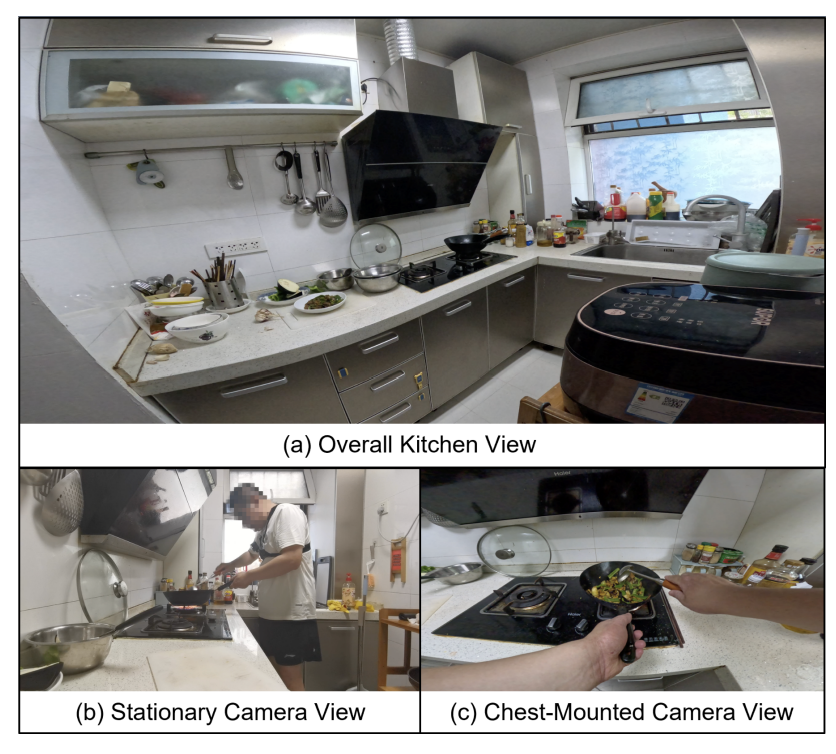 (a) Overall Kitchen View
(b) Stationary Camera View
(c) Chest-Mounted Camera View